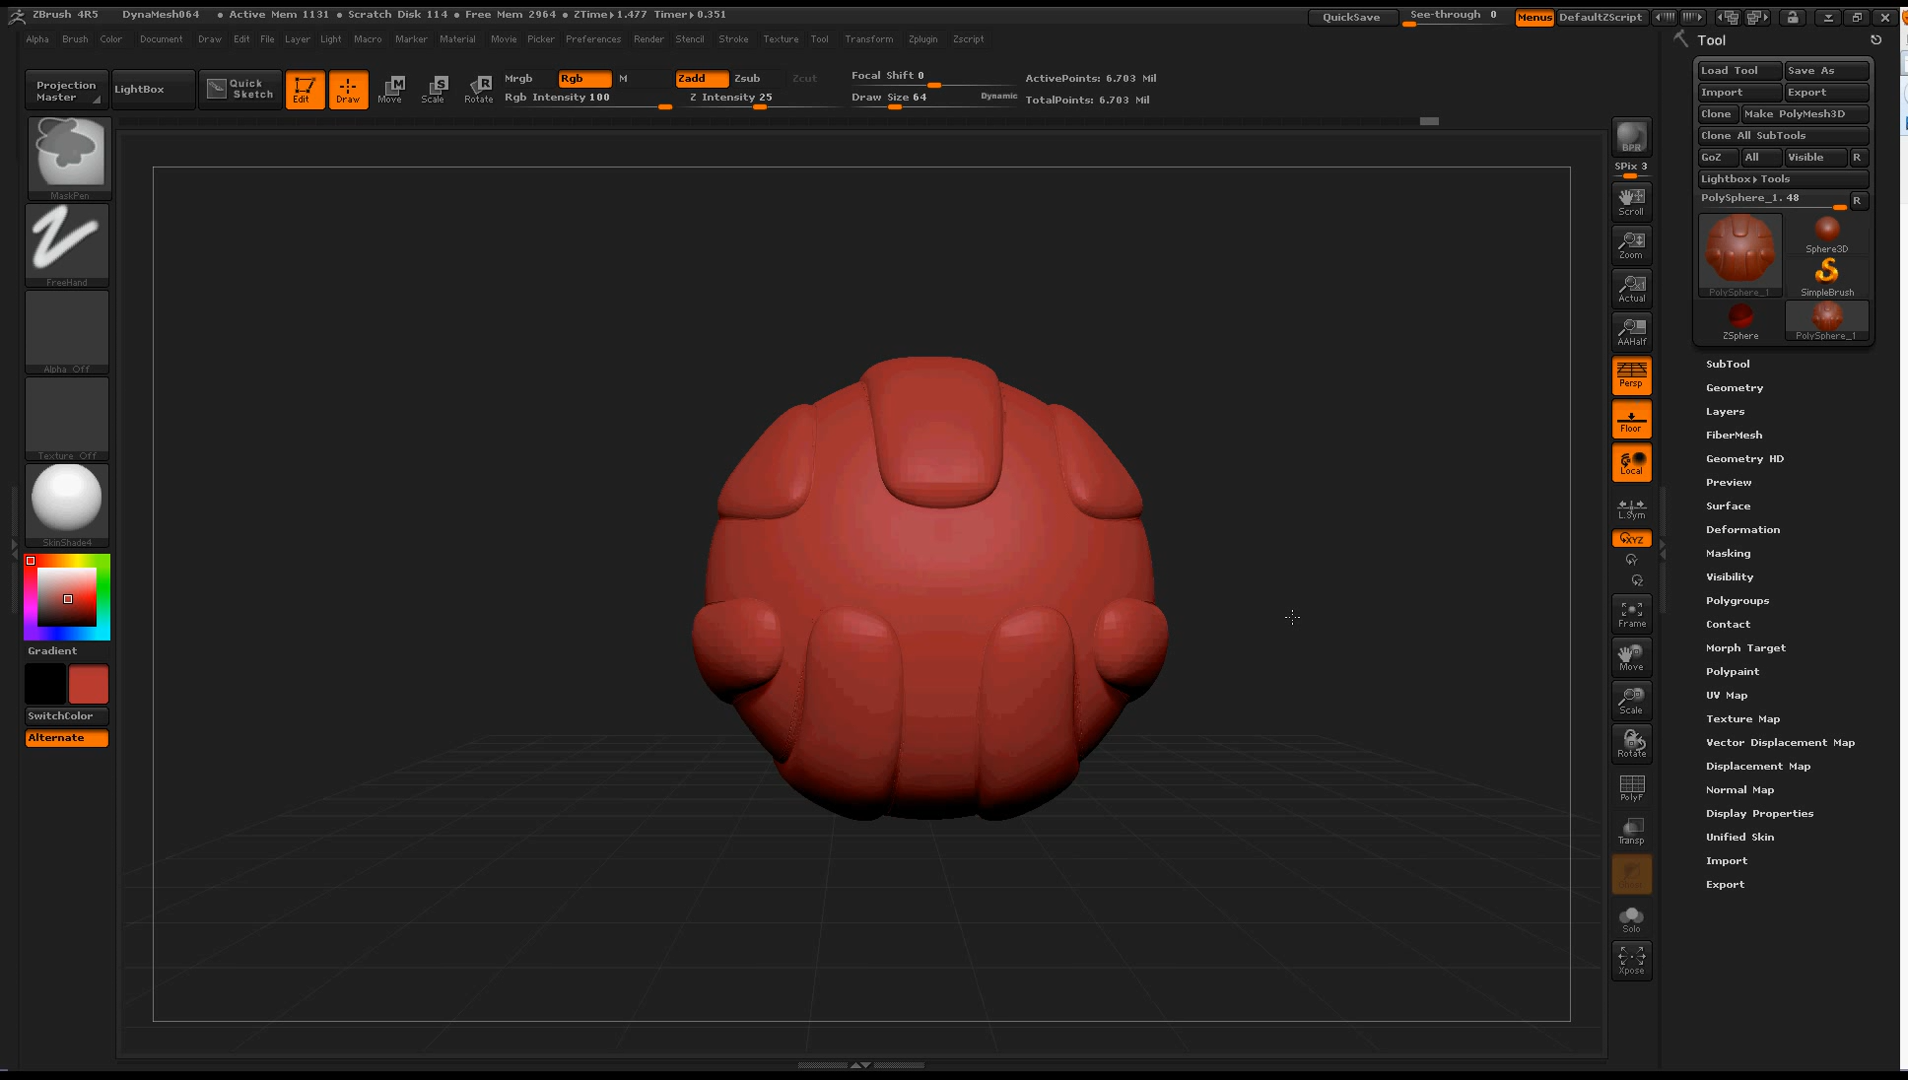 ZBrush 4R5 DynaMesh064 • Active Mem 1131 • Scratch Disk 114 • Free Mem 2964 • ZTime▸1.477 Timer▸0.351 QuickSave See-through 0 Menus DefaultZScript
Alpha Brush Color Document Draw Edit File Layer Light Macro Marker Material Movie Picker Preferences Render Stencil Stroke Texture Tool Transform Zplugin Zscript
Projection Master
LightBox
Quick Sketch
Edit
Draw
Move
Scale
Rotate
Mrgb Rgb M Zadd Zsub Zcut
Rgb Intensity 100 Z Intensity 25
Focal Shift 0
Draw Size 64 Dynamic
ActivePoints: 6.703 Mil
TotalPoints: 6.703 Mil
MaskPen
FreeHand
Alpha Off
Texture Off
SkinShade4
Gradient
SwitchColor
Alternate
BPR
SPix 3
Scroll
Zoom
Actual
AAHalf
Persp
Floor
Local
L.Sym
XYZ
Y
Z
Frame
Move
Scale
Rotate
PolyF
Transp
Solo
Xpose
Tool
Load Tool Save As
Import Export
Clone Make PolyMesh3D
Clone All SubTools
GoZ All Visible R
Lightbox▸Tools
PolySphere_1. 48 R
PolySphere_1
Sphere3D
SimpleBrush
ZSphere PolySphere_1
SubTool
Geometry
Layers
FiberMesh
Geometry HD
Preview
Surface
Deformation
Masking
Visibility
Polygroups
Contact
Morph Target
Polypaint
UV Map
Texture Map
Vector Displacement Map
Displacement Map
Normal Map
Display Properties
Unified Skin
Import
Export